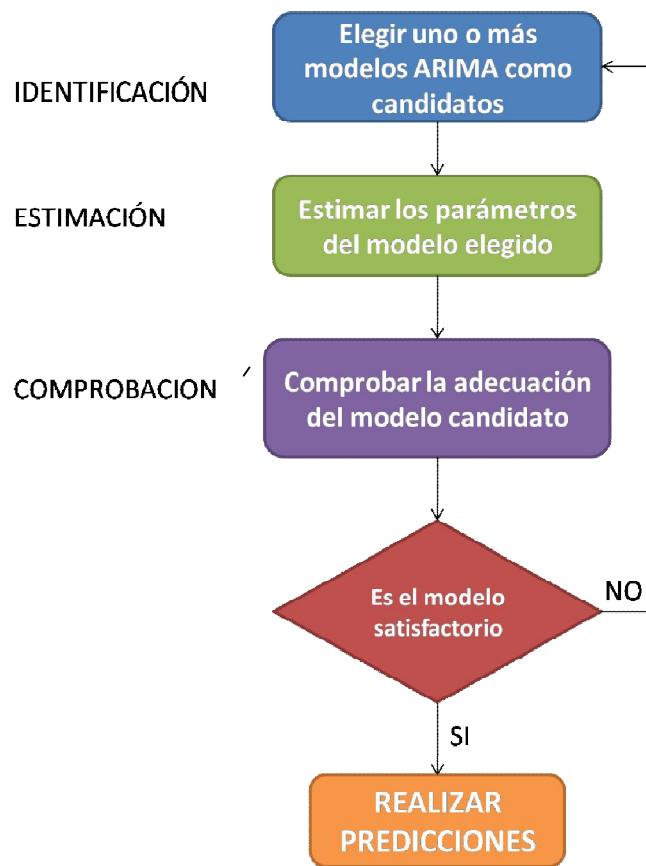 Elegir uno o más
modelos ARIMA como
candidatos
IDENTIFICACIÓN
Estimar los parámetros
del modelo elegido
ESTIMACIÓN
Comprobar la adecuación
del modelo candidato
COMPROBACION
Es el modelo
satisfactorio
NO
SI
REALIZAR
PREDICCIONES